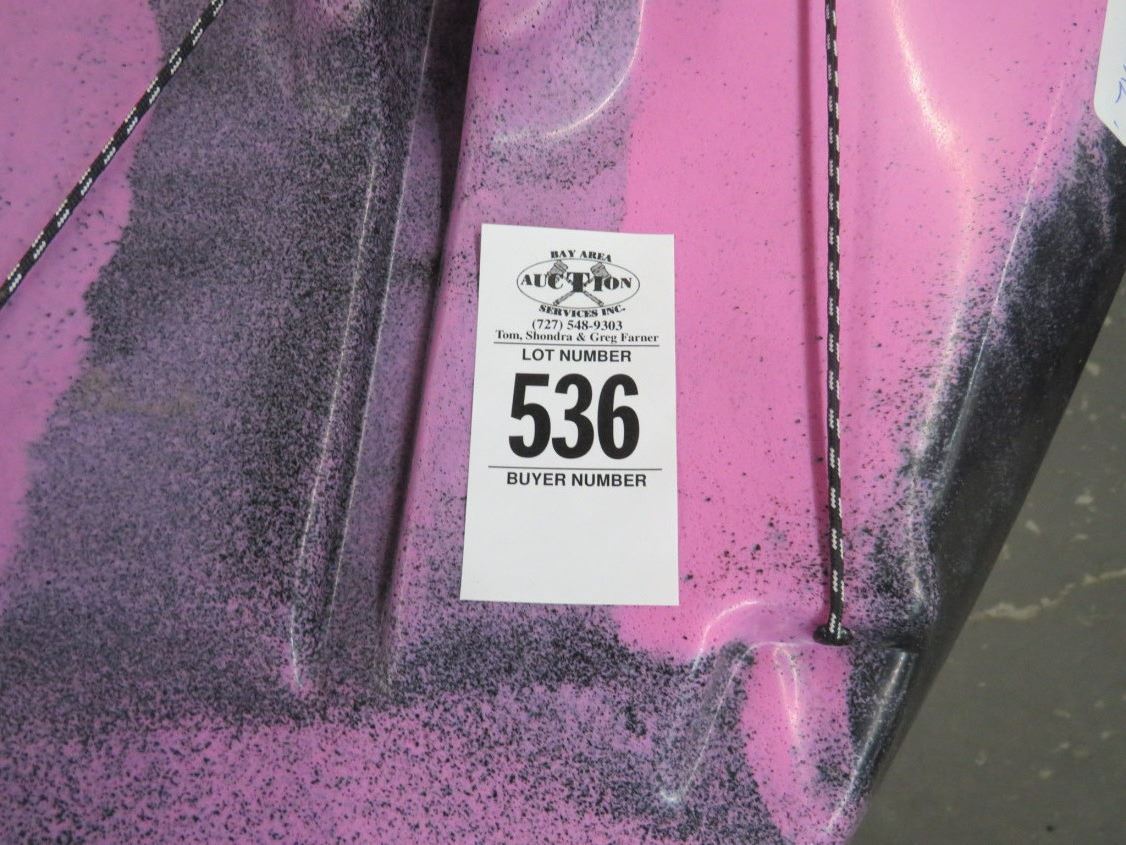 BAY AREA
AUCTION
SERVICES INC.
(727) 548-9303
Tom, Shondra & Greg Farner
LOT NUMBER
536
BUYER NUMBER